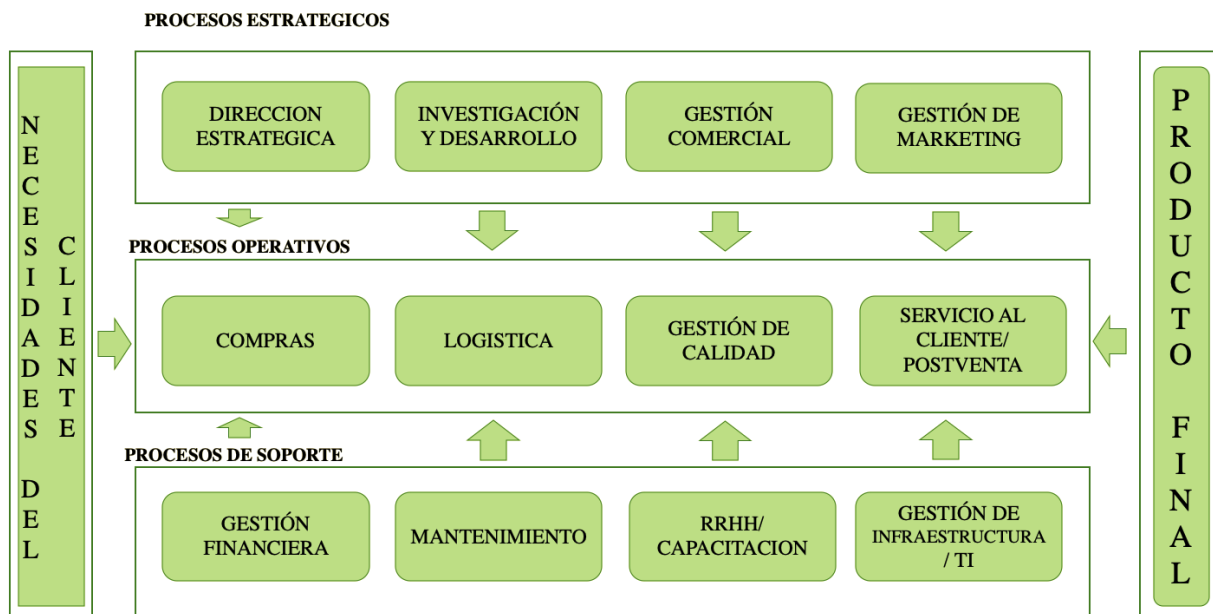 PROCESOS ESTRATEGICOS
NECESIDADES DEL
CLIENTE
DIRECCION
ESTRATEGICA
INVESTIGACIÓN
Y DESARROLLO
GESTIÓN
COMERCIAL
GESTIÓN DE
MARKETING
PROCESOS OPERATIVOS
COMPRAS
LOGISTICA
GESTIÓN DE
CALIDAD
SERVICIO AL
CLIENTE/
POSTVENTA
PROCESOS DE SOPORTE
GESTIÓN
FINANCIERA
MANTENIMIENTO
RRHH/
CAPACITACION
GESTIÓN DE
INFRAESTRUCTURA
/ TI
PRODUCTO FINAL